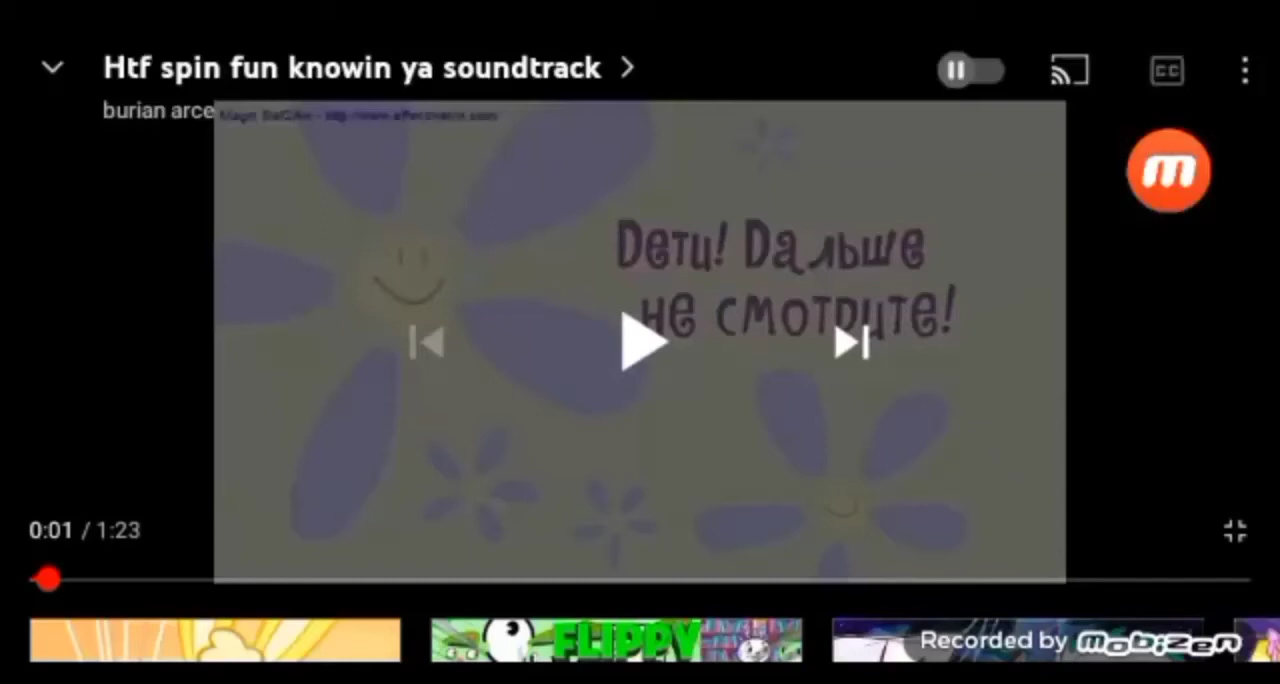 Htf spin fun knowin ya soundtrack
burian arce
Дети! Дальше
не смотрите!
0:01 / 1:23
CC
m
FLIPPY
Recorded by mobizen